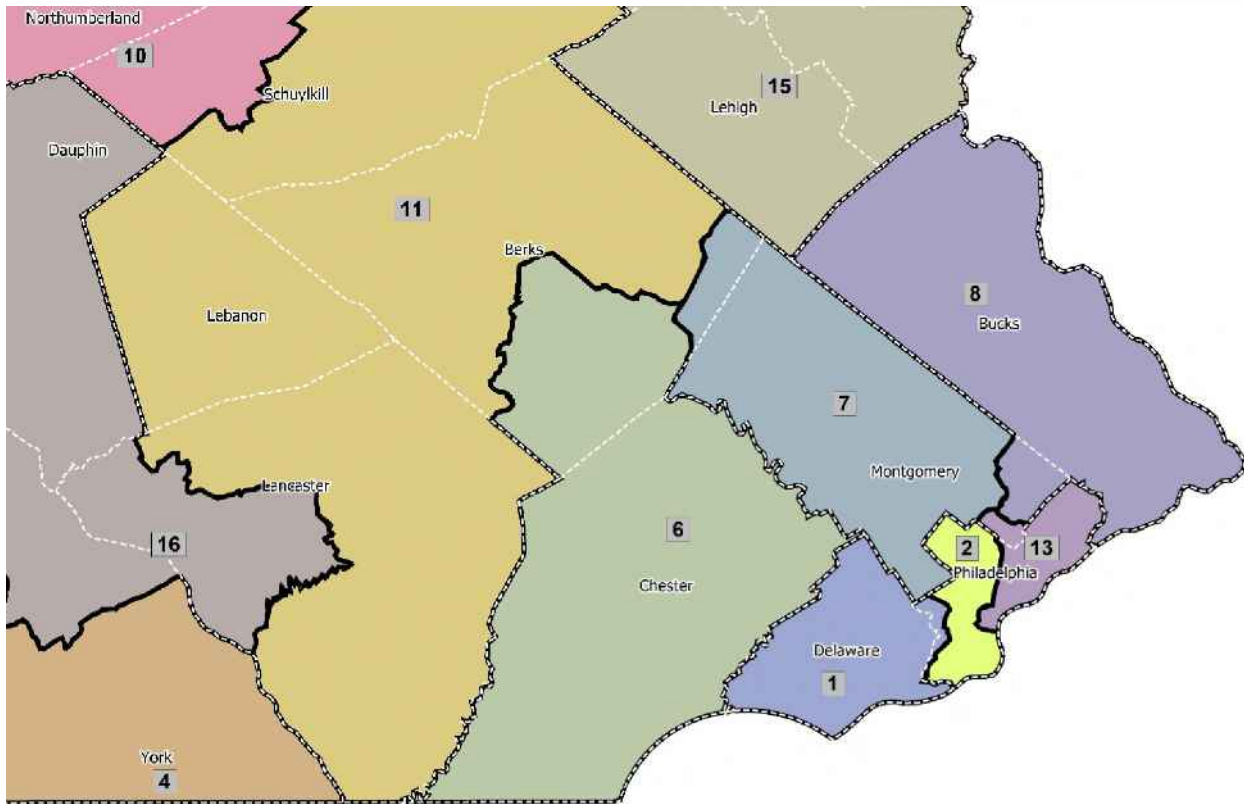 Northumberland
10
Schuylkill
15
Lehigh
Dauphin
11
Berks
Lebanon
8
Bucks
7
Montgomery
Lancaster
16
6
2
13
Philadelphia
Chester
Delaware
1
York
4